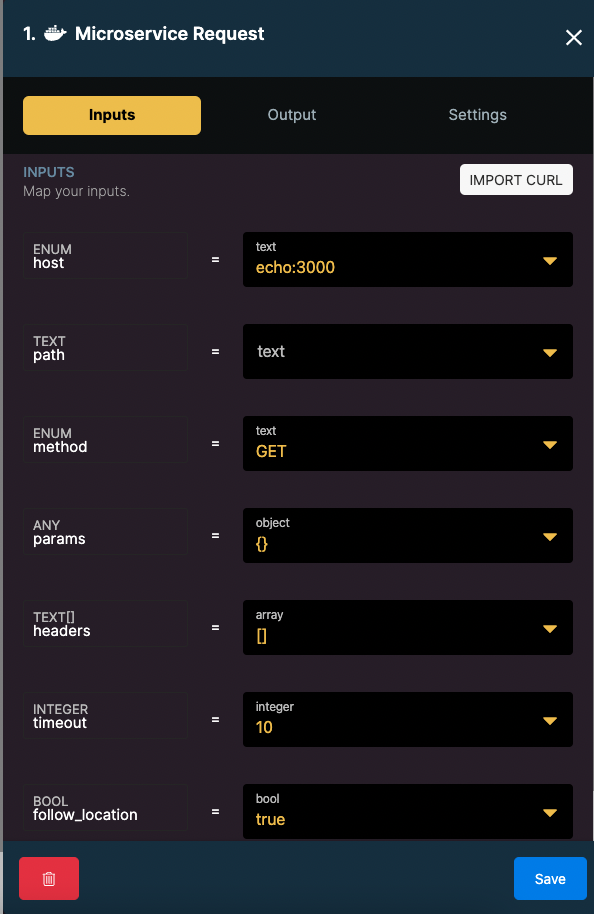 1. Microservice Request
Inputs Output Settings
INPUTS
Map your inputs.
IMPORT CURL
ENUM
host
=
text
echo:3000
TEXT
path
=
text
ENUM
method
=
text
GET
ANY
params
=
object
{}
TEXT[]
headers
=
array
[]
INTEGER
timeout
=
integer
10
BOOL
follow_location
=
bool
true
Save